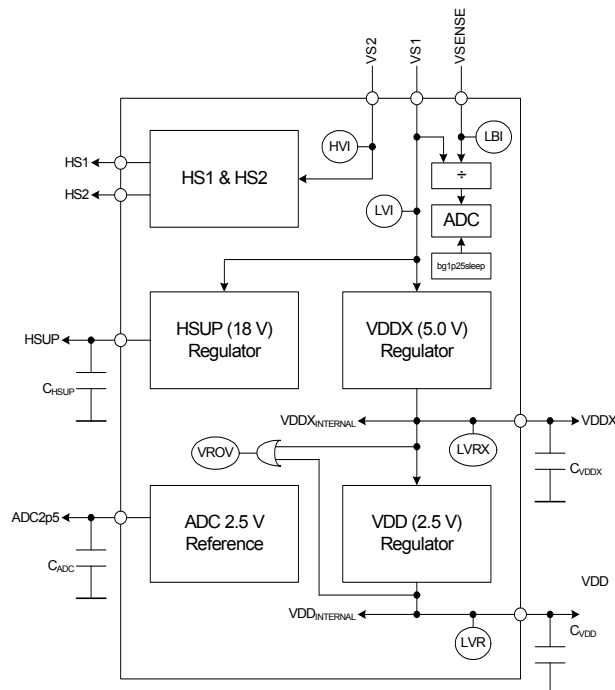 VS2
VS1
VSENSE
HVI
LBI
HS1
HS2
HS1 & HS2
÷
LVI
ADC
bg1p25sleep
HSUP
HSUP (18 V)
Regulator
VDDX (5.0 V)
Regulator
CHSUP
VDDXINTERNAL
VDDX
VROV
LVRX
CVDDX
ADC2p5
ADC 2.5 V
Reference
VDD (2.5 V)
Regulator
CADC
VDD
VDDINTERNAL
LVR
CVDD